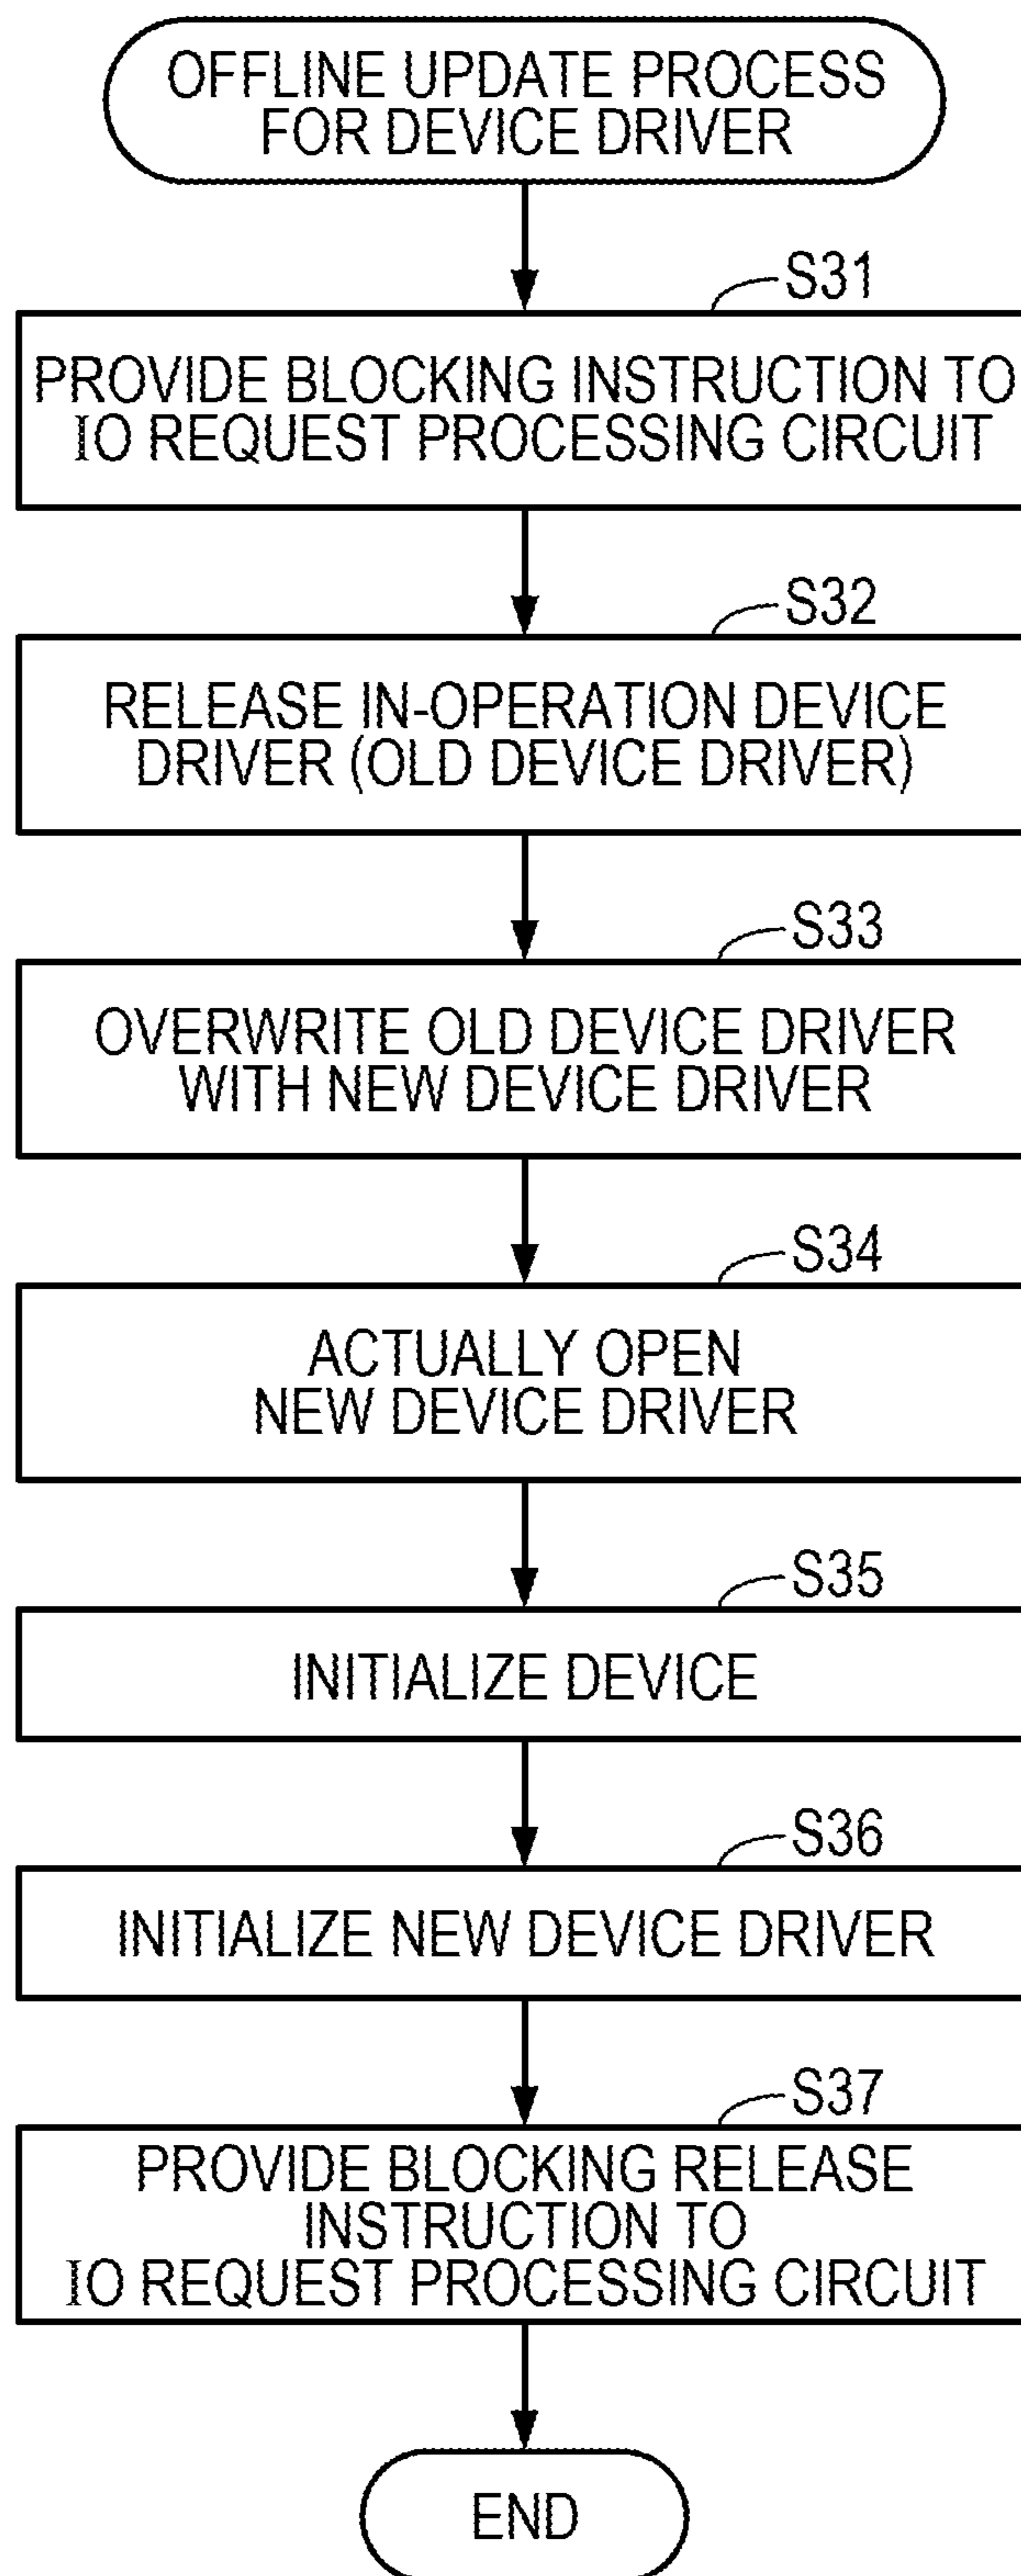 OFFLINE UPDATE PROCESS
FOR DEVICE DRIVER
S31
PROVIDE BLOCKING INSTRUCTION TO
IO REQUEST PROCESSING CIRCUIT
S32
RELEASE IN-OPERATION DEVICE
DRIVER (OLD DEVICE DRIVER)
S33
OVERWRITE OLD DEVICE DRIVER
WITH NEW DEVICE DRIVER
S34
ACTUALLY OPEN
NEW DEVICE DRIVER
S35
INITIALIZE DEVICE
S36
INITIALIZE NEW DEVICE DRIVER
S37
PROVIDE BLOCKING RELEASE
INSTRUCTION TO
IO REQUEST PROCESSING CIRCUIT
END